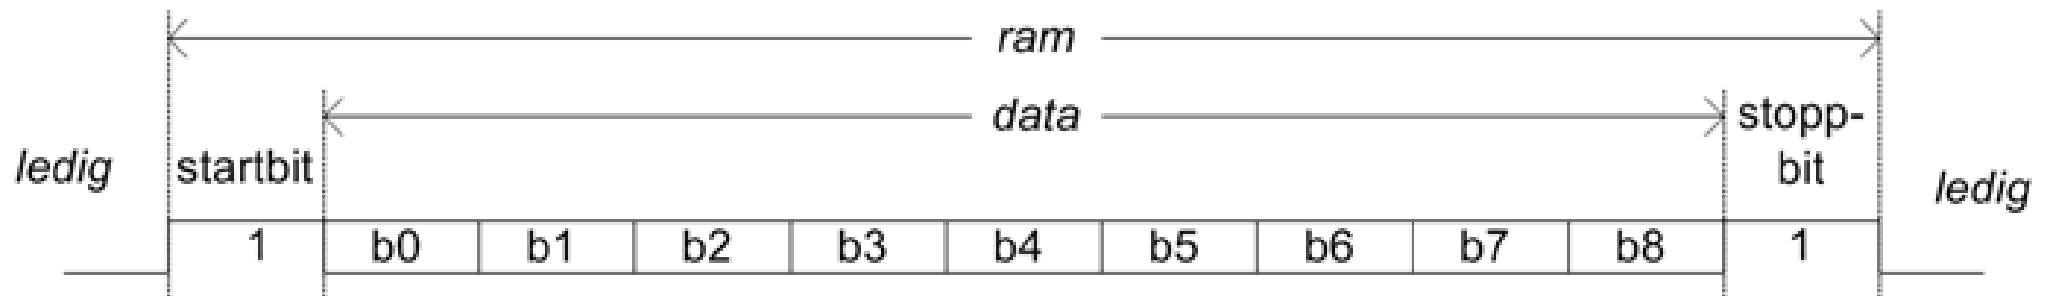 ram
data
stopp-
bit
ledig
startbit
ledig
1 b0 b1 b2 b3 b4 b5 b6 b7 b8 1